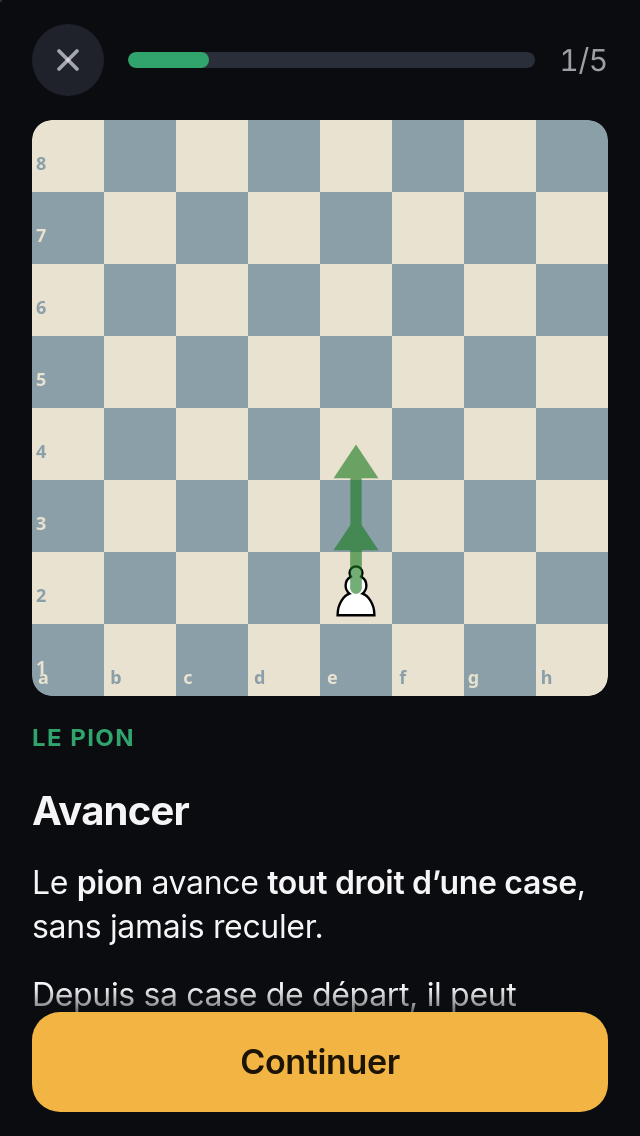 1/5
8
7
6
5
4
3
2
1
a b c d e f g h
LE PION
Avancer
Le pion avance tout droit d’une case,
sans jamais reculer.
Depuis sa case de départ, il peut
Continuer